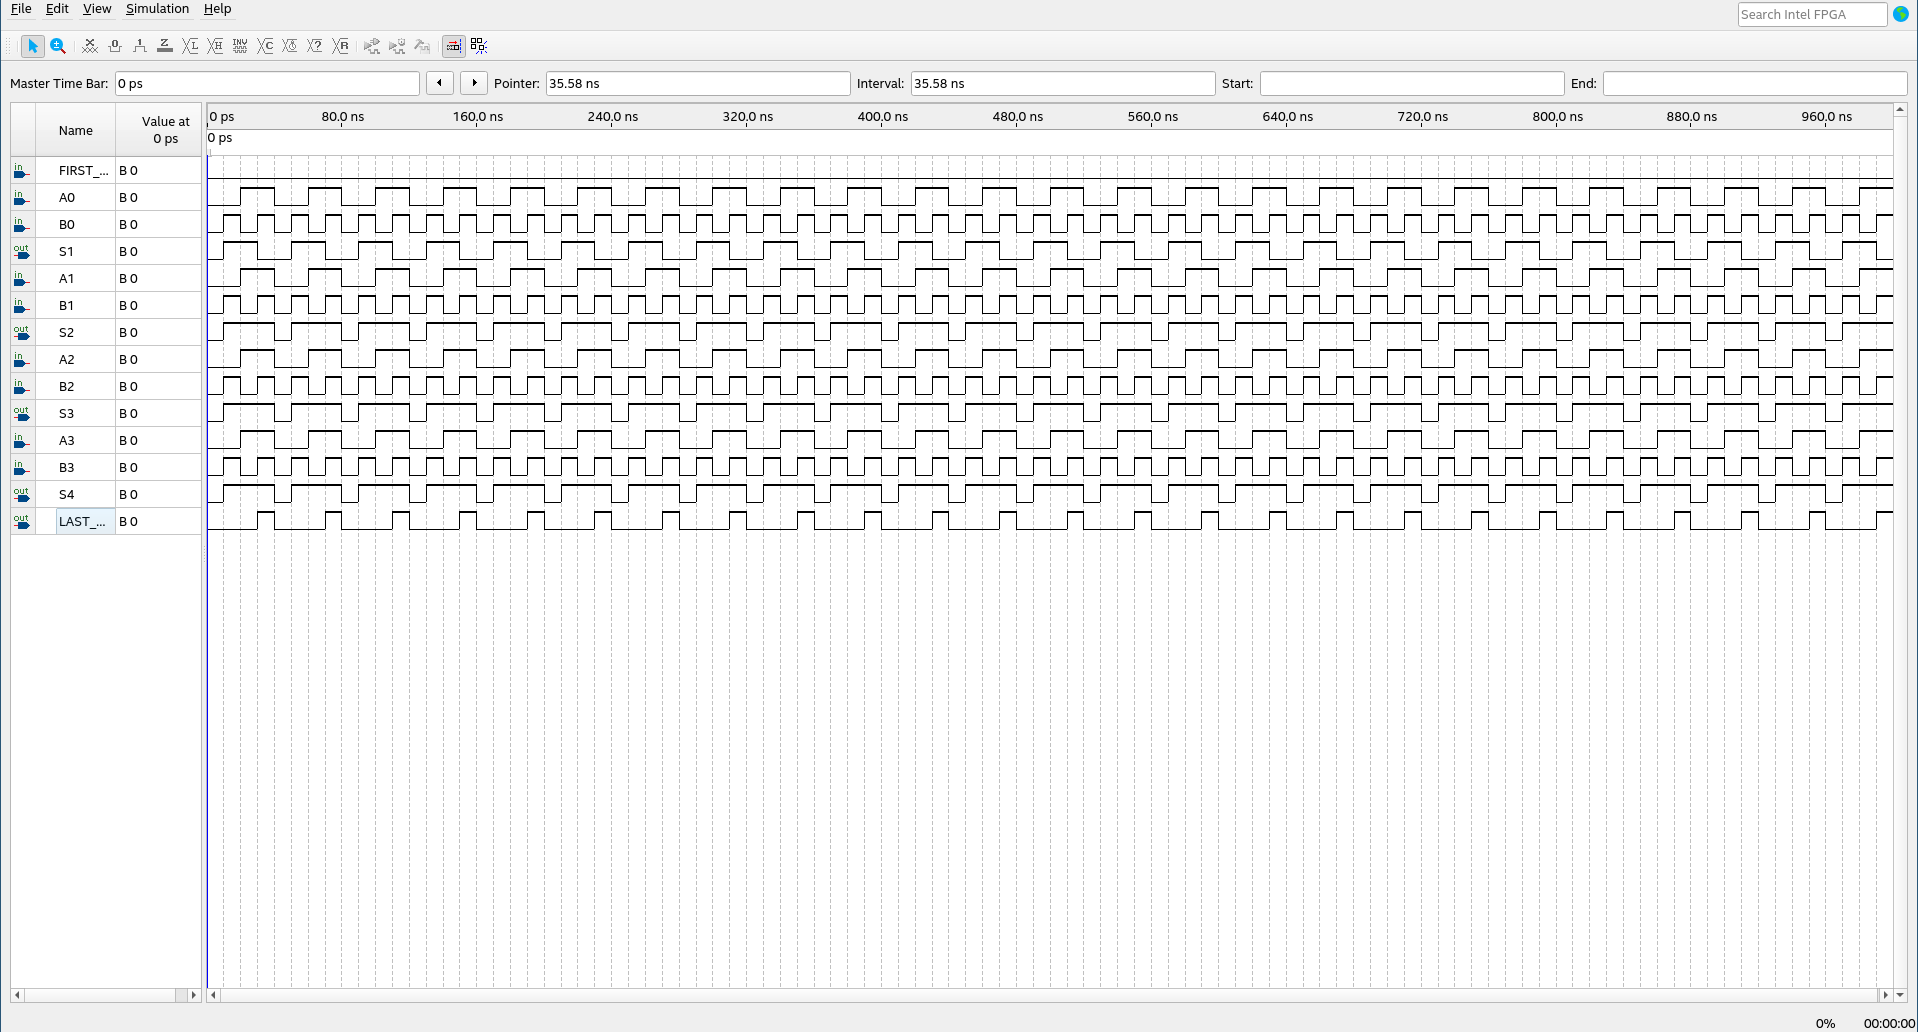 File Edit View Simulation Help
Search Intel FPGA
Master Time Bar: 0 ps Pointer: 35.58 ns Interval: 35.58 ns Start: End:
Name Value at 0 ps
0 ps 80.0 ns 160.0 ns 240.0 ns 320.0 ns 400.0 ns 480.0 ns 560.0 ns 640.0 ns 720.0 ns 800.0 ns 880.0 ns 960.0 ns
0 ps
in FIRST_... B 0
in A0 B 0
in B0 B 0
out S1 B 0
in A1 B 0
in B1 B 0
out S2 B 0
in A2 B 0
in B2 B 0
out S3 B 0
in A3 B 0
in B3 B 0
out S4 B 0
out LAST_... B 0
0% 00:00:00